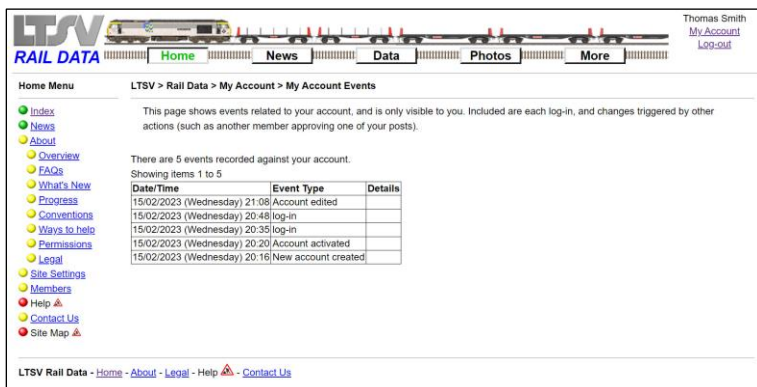 LTSV
RAIL DATA
Home
News
Data
Photos
More
Thomas Smith
My Account
Log-out
Home Menu
Index
News
About
Overview
FAQs
What's New
Progress
Conventions
Ways to help
Permissions
Legal
Site Settings
Members
Help
Contact Us
Site Map
LTSV > Rail Data > My Account > My Account Events
This page shows events related to your account, and is only visible to you. Included are each log-in, and changes triggered by other
actions (such as another member approving one of your posts).
There are 5 events recorded against your account.
Showing items 1 to 5
Date/Time Event Type Details
15/02/2023 (Wednesday) 21:08 Account edited
15/02/2023 (Wednesday) 20:48 log-in
15/02/2023 (Wednesday) 20:35 log-in
15/02/2023 (Wednesday) 20:20 Account activated
15/02/2023 (Wednesday) 20:16 New account created
LTSV Rail Data - Home - About - Legal - Help - Contact Us